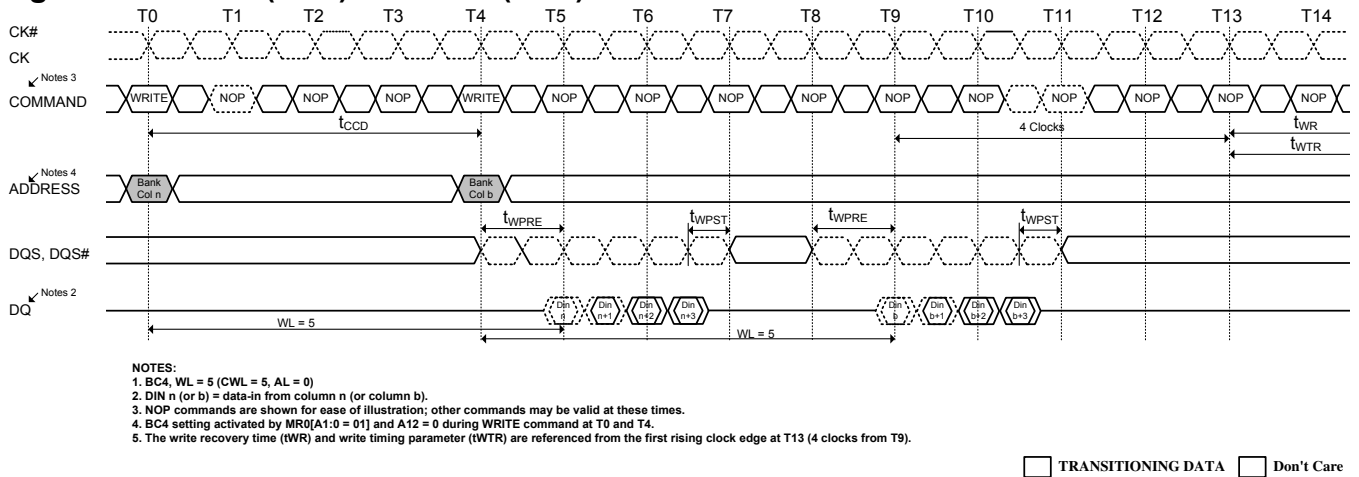 T0 T1 T2 T3 T4 T5 T6 T7 T8 T9 T10 T11 T12 T13 T14
CK#
CK
Notes 3
COMMAND WRITE NOP NOP NOP WRITE NOP NOP NOP NOP NOP NOP NOP NOP NOP NOP
tCCD 4 Clocks tWR
tWTR
Notes 4
ADDRESS Bank Col n Bank Col b
tWPRE tWPST tWPRE tWPST
DQS, DQS#
Notes 2
DQ Din n Din n+1 Din n+2 Din n+3 Din b Din b+1 Din b+2 Din b+3
WL = 5 WL = 5
NOTES:
1. BC4, WL = 5 (CWL = 5, AL = 0)
2. DIN n (or b) = data-in from column n (or column b).
3. NOP commands are shown for ease of illustration; other commands may be valid at these times.
4. BC4 setting activated by MR0[A1:0 = 01] and A12 = 0 during WRITE command at T0 and T4.
5. The write recovery time (tWR) and write timing parameter (tWTR) are referenced from the first rising clock edge at T13 (4 clocks from T9).
TRANSITIONING DATA Don't Care